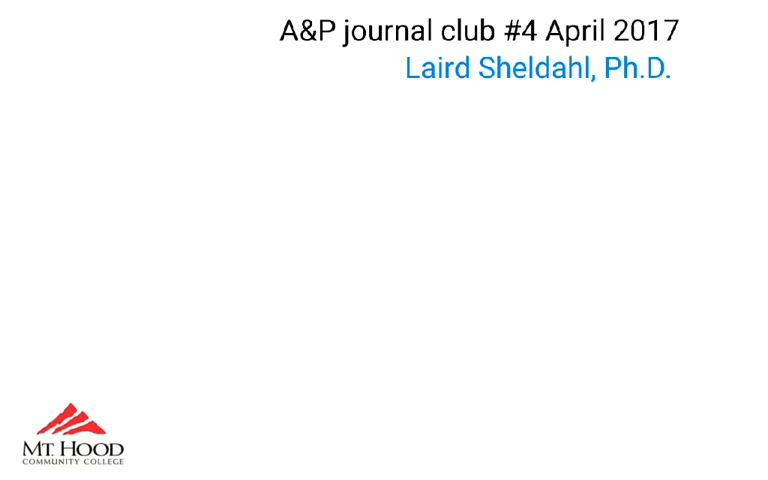 A&P journal club #4 April 2017
Laird Sheldahl, Ph.D.
MT. HOOD
COMMUNITY COLLEGE